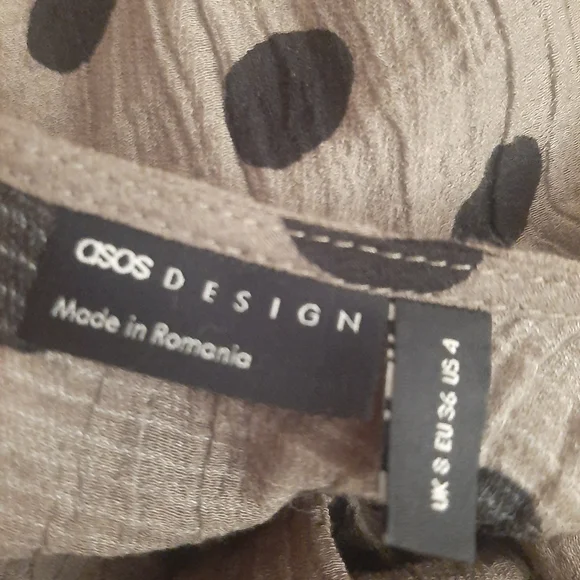 asos DESIGN
Made in Romania
UK 8 EU 36 US 4